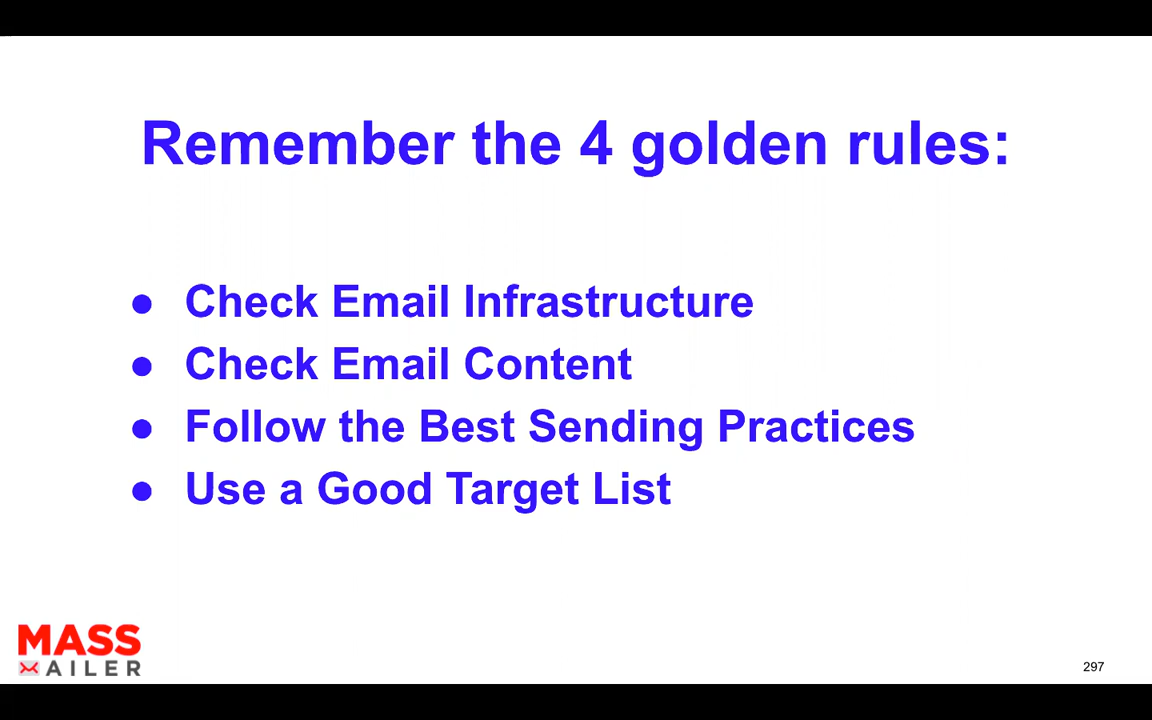 Remember the 4 golden rules:
● Check Email Infrastructure
● Check Email Content
● Follow the Best Sending Practices
● Use a Good Target List
MASS
MAILER
297